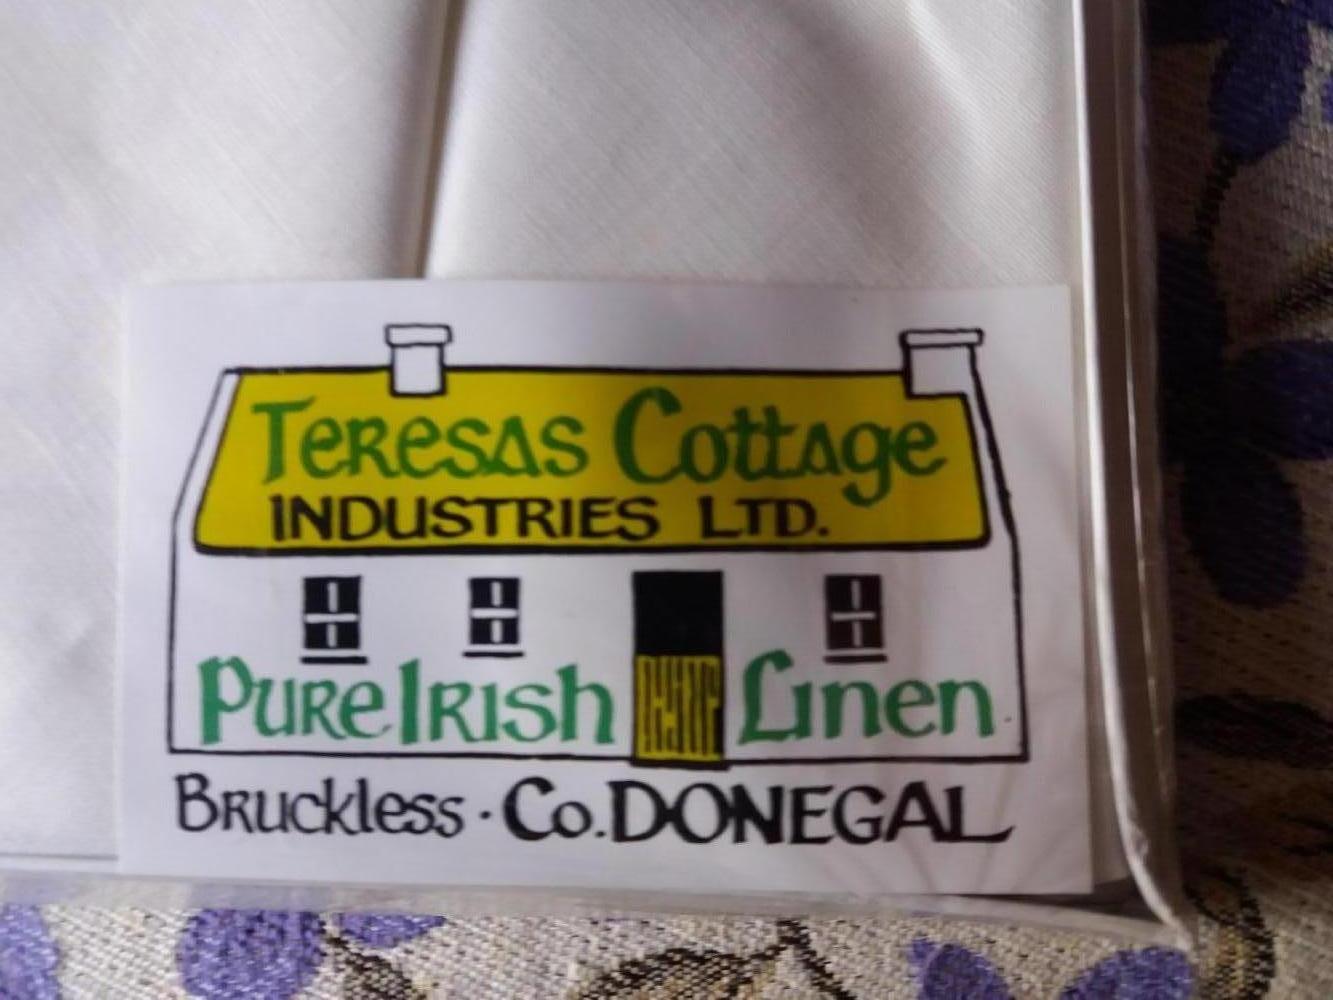 Teresas Cottage
INDUSTRIES LTD.
Pure Irish Linen
Bruckless · Co. DONEGAL